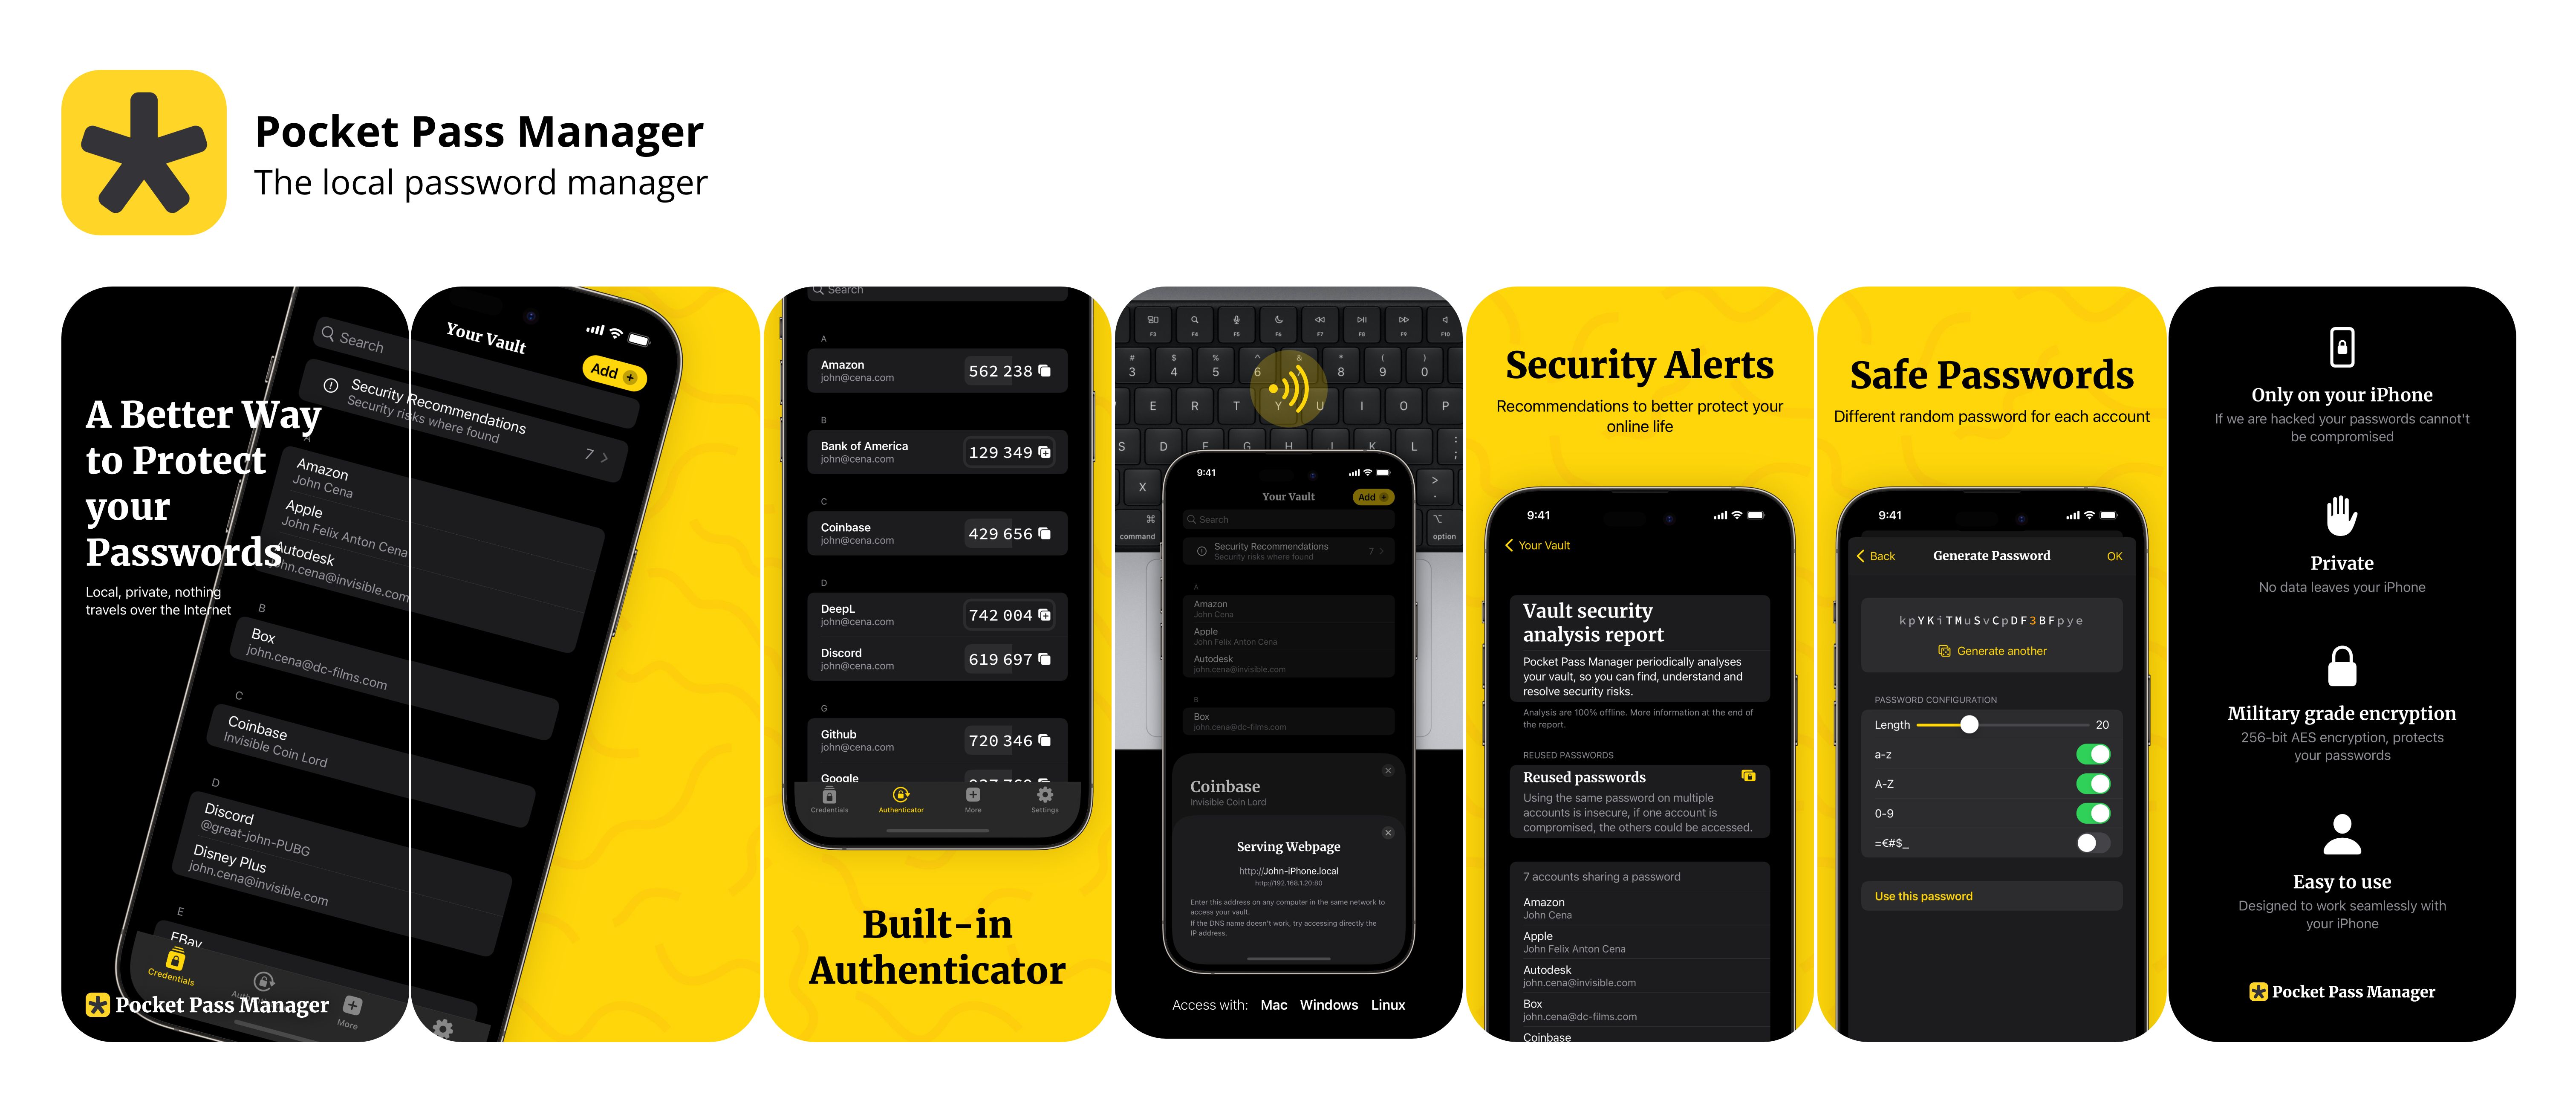 Pocket Pass Manager
The local password manager
A Better Way
to Protect
your
Passwords
Local, private, nothing
travels over the Internet
Pocket Pass Manager
Your Vault
Add
Search
Security Recommendations
Security risks where found
7
Amazon
John Cena
Apple
John Felix Anton Cena
Autodesk
john.cena@invisible.com
B
Box
john.cena@dc-films.com
C
Coinbase
Invisible Coin Lord
D
Discord
@great-john-PUBG
Disney Plus
john.cena@invisible.com
E
EBay
Credentials
More
Search
A
Amazon
john@cena.com
562 238
B
Bank of America
john@cena.com
129 349
C
Coinbase
john@cena.com
429 656
D
DeepL
john@cena.com
742 004
Discord
john@cena.com
619 697
G
Github
john@cena.com
720 346
Google
Credentials
Authenticator
More
Settings
Built-in
Authenticator
F3 F4 F5 F6 F7 F8 F9 F10
# $ % ^ & * ( )
3 4 5 6 8 9 0
E R T Y U I O P
S D F G H J K L : ;
X > .
command
option
9:41
Your Vault
Add
Search
Security Recommendations
Security risks where found
7
A
Amazon
John Cena
Apple
John Felix Anton Cena
Autodesk
john.cena@invisible.com
B
Box
john.cena@dc-films.com
Coinbase
Invisible Coin Lord
Serving Webpage
http://John-iPhone.local
http://192.168.1.20:80
Enter this address on any computer in the same network to
access your vault.
If the DNS name doesn't work, try accessing directly the
IP address.
Access with: Mac Windows Linux
Security Alerts
Recommendations to better protect your
online life
9:41
Your Vault
Vault security
analysis report
Pocket Pass Manager periodically analyses
your vault, so you can find, understand and
resolve security risks.
Analysis are 100% offline. More information at the end of
the report.
REUSED PASSWORDS
Reused passwords
Using the same password on multiple
accounts is insecure, if one account is
compromised, the others could be accessed.
7 accounts sharing a password
Amazon
John Cena
Apple
John Felix Anton Cena
Autodesk
john.cena@invisible.com
Box
john.cena@dc-films.com
Coinbase
Safe Passwords
Different random password for each account
9:41
Back
Generate Password
OK
kpYKiTMuSvCpDF3BFpye
Generate another
PASSWORD CONFIGURATION
Length
20
a-z
A-Z
0-9
=€#$_
Use this password
Only on your iPhone
If we are hacked your passwords cannot't
be compromised
Private
No data leaves your iPhone
Military grade encryption
256-bit AES encryption, protects
your passwords
Easy to use
Designed to work seamlessly with
your iPhone
Pocket Pass Manager